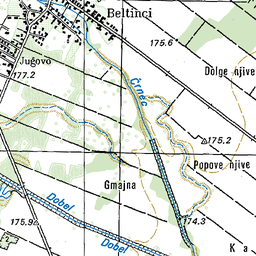 Beltinci
175.6
Jugovo
177.2
Dolge njive
Črnec
175.2
Popove njive
Gmajna
Dobel
175.9
174.3
Dobel
K a